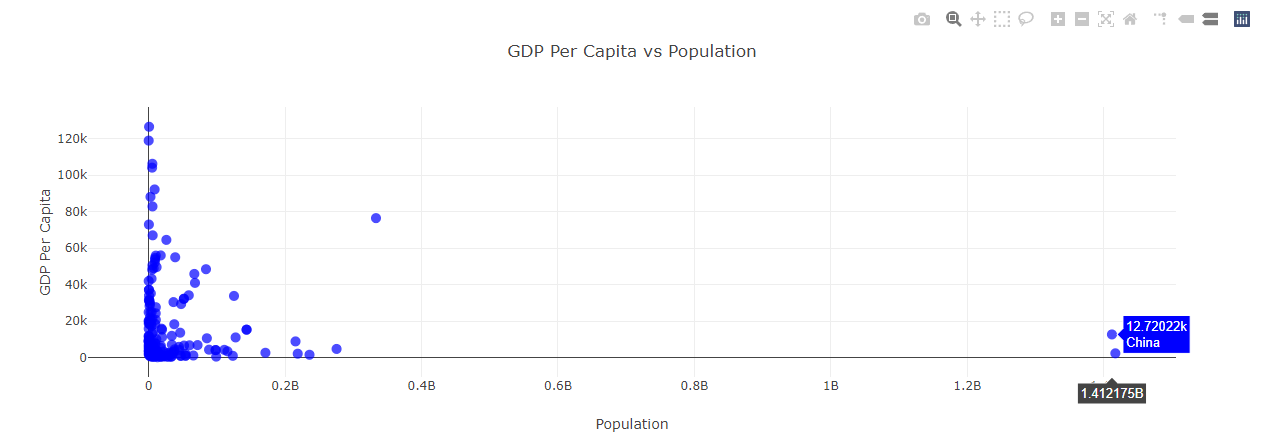 GDP Per Capita vs Population
120k
100k
80k
60k
40k
20k
0
GDP Per Capita
12.72022k
China
0
0.2B
0.4B
0.6B
0.8B
1B
1.2B
1.412175B
Population